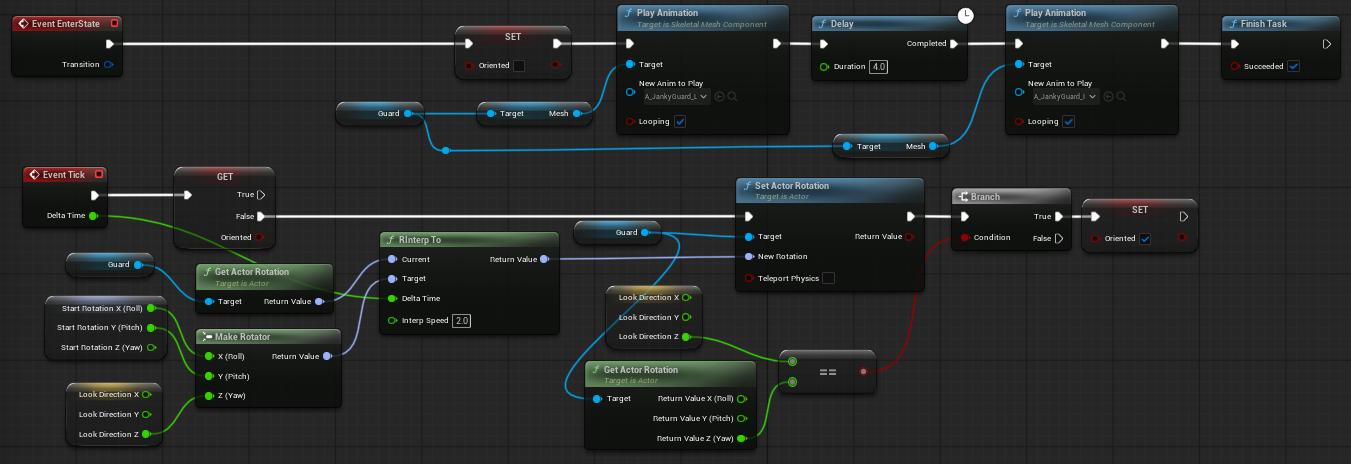 Event EnterState
Transition
SET
Oriented
Guard
Target Mesh
Play Animation
Target is Skeletal Mesh Component
Target
New Anim to Play
A_JankyGuard_L
Looping
Delay
Completed
Duration 4.0
Target Mesh
Play Animation
Target is Skeletal Mesh Component
Target
New Anim to Play
A_JankyGuard_I
Looping
Finish Task
Succeeded
Event Tick
Delta Time
GET
True
False
Oriented
Guard
Get Actor Rotation
Target is Actor
Target Return Value
Start Rotation X (Roll)
Start Rotation Y (Pitch)
Start Rotation Z (Yaw)
Look Direction X
Look Direction Y
Look Direction Z
Make Rotator
X (Roll) Return Value
Y (Pitch)
Z (Yaw)
RInterp To
Current Return Value
Target
Delta Time
Interp Speed 2.0
Guard
Look Direction X
Look Direction Y
Look Direction Z
Get Actor Rotation
Target is Actor
Target Return Value X (Roll)
Return Value Y (Pitch)
Return Value Z (Yaw)
Set Actor Rotation
Target is Actor
Target Return Value
New Rotation
Teleport Physics
==
Branch
True
Condition False
SET
Oriented